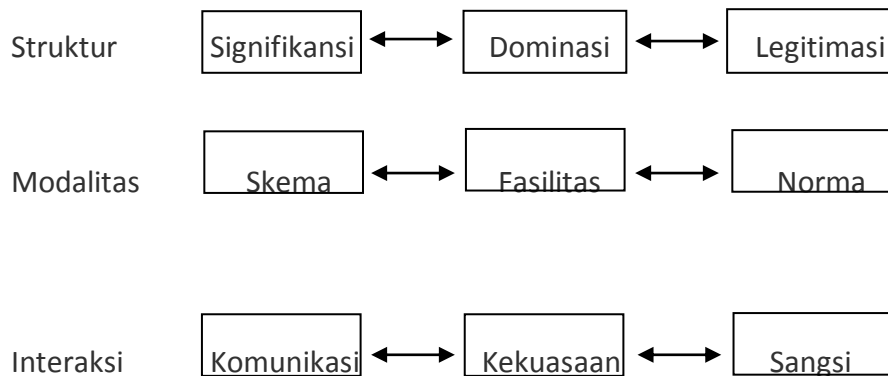 Struktur Signifikansi Dominasi Legitimasi
Modalitas Skema Fasilitas Norma
Interaksi Komunikasi Kekuasaan Sangsi